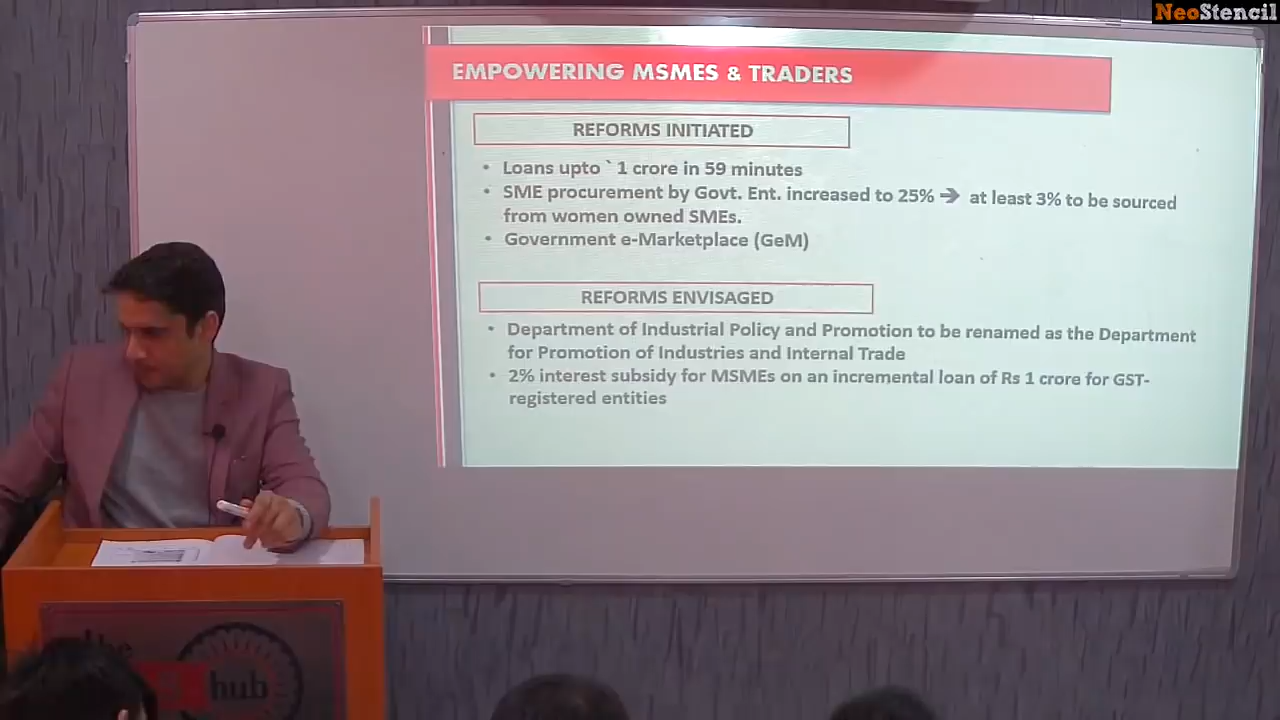 NeoStencil
EMPOWERING MSMES & TRADERS
REFORMS INITIATED
• Loans upto ` 1 crore in 59 minutes
• SME procurement by Govt. Ent. increased to 25% → at least 3% to be sourced
from women owned SMEs.
• Government e-Marketplace (GeM)
REFORMS ENVISAGED
• Department of Industrial Policy and Promotion to be renamed as the Department
for Promotion of Industries and Internal Trade
• 2% interest subsidy for MSMEs on an incremental loan of Rs 1 crore for GST-
registered entities
the
hub